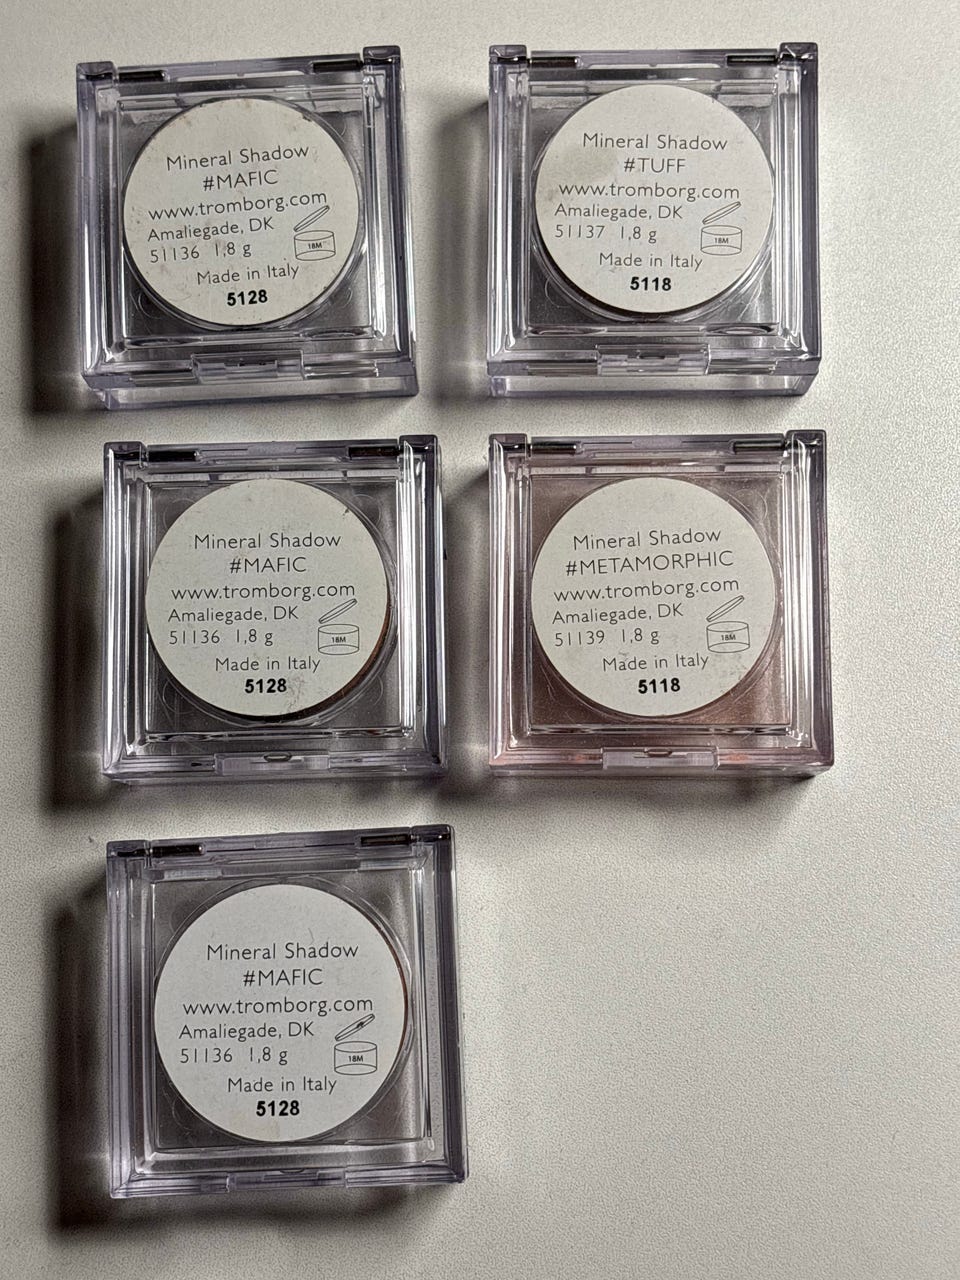 Mineral Shadow
#MAFIC
www.tromborg.com
Amaliegade, DK
51136 1,8 g
18M
Made in Italy
5128
Mineral Shadow
#TUFF
www.tromborg.com
Amaliegade, DK
51137 1,8 g
18M
Made in Italy
5118
Mineral Shadow
#MAFIC
www.tromborg.com
Amaliegade, DK
51136 1,8 g
18M
Made in Italy
5128
Mineral Shadow
#METAMORPHIC
www.tromborg.com
Amaliegade, DK
51139 1,8 g
18M
Made in Italy
5118
Mineral Shadow
#MAFIC
www.tromborg.com
Amaliegade, DK
51136 1,8 g
18M
Made in Italy
5128